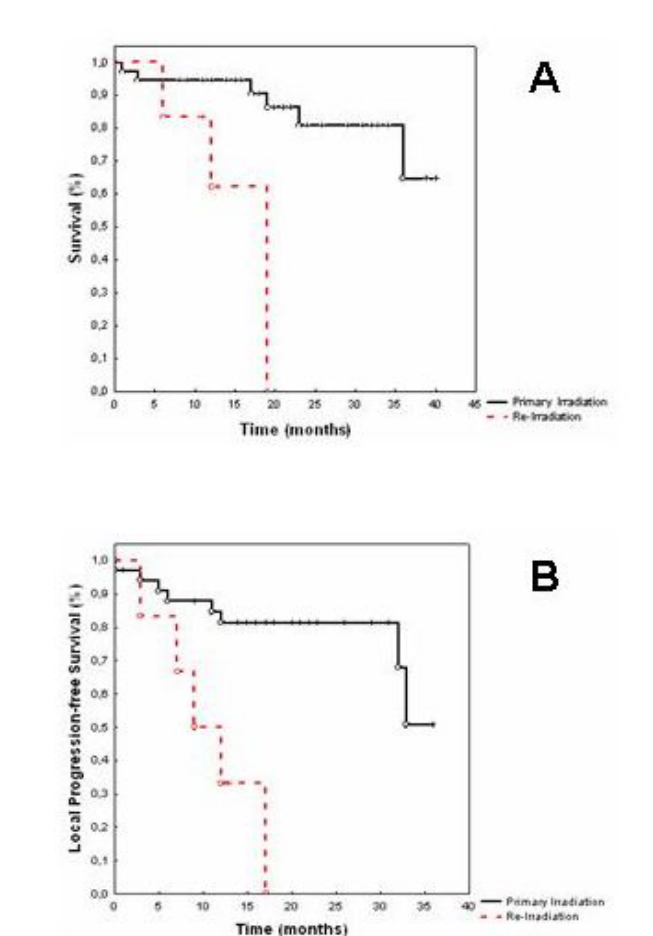 A
1,0
0,9
0,8
0,7
0,6
0,5
0,4
0,3
0,2
0,1
0,0
Survival (%)
0 5 10 15 20 25 30 35 40 45
Time (months)
Primary Irradiation
Re-Irradiation
B
1,0
0,9
0,8
0,7
0,6
0,5
0,4
0,3
0,2
0,1
0,0
Local Progression-free Survival (%)
0 5 10 15 20 25 30 35 40
Time (months)
Primary Irradiation
Re-Irradiation